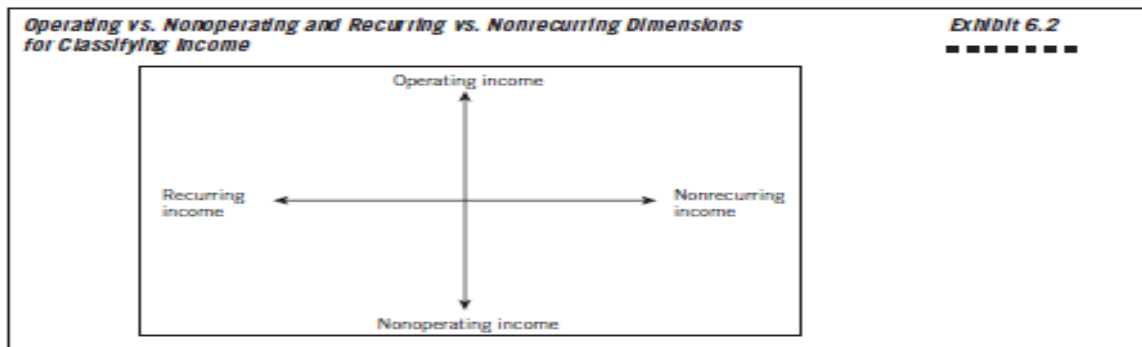 Operating vs. Nonoperating and Recurring vs. Nonrecurring Dimensions
for Classifying Income
Exhibit 6.2
Operating income
Recurring
income
Nonrecurring
income
Nonoperating income